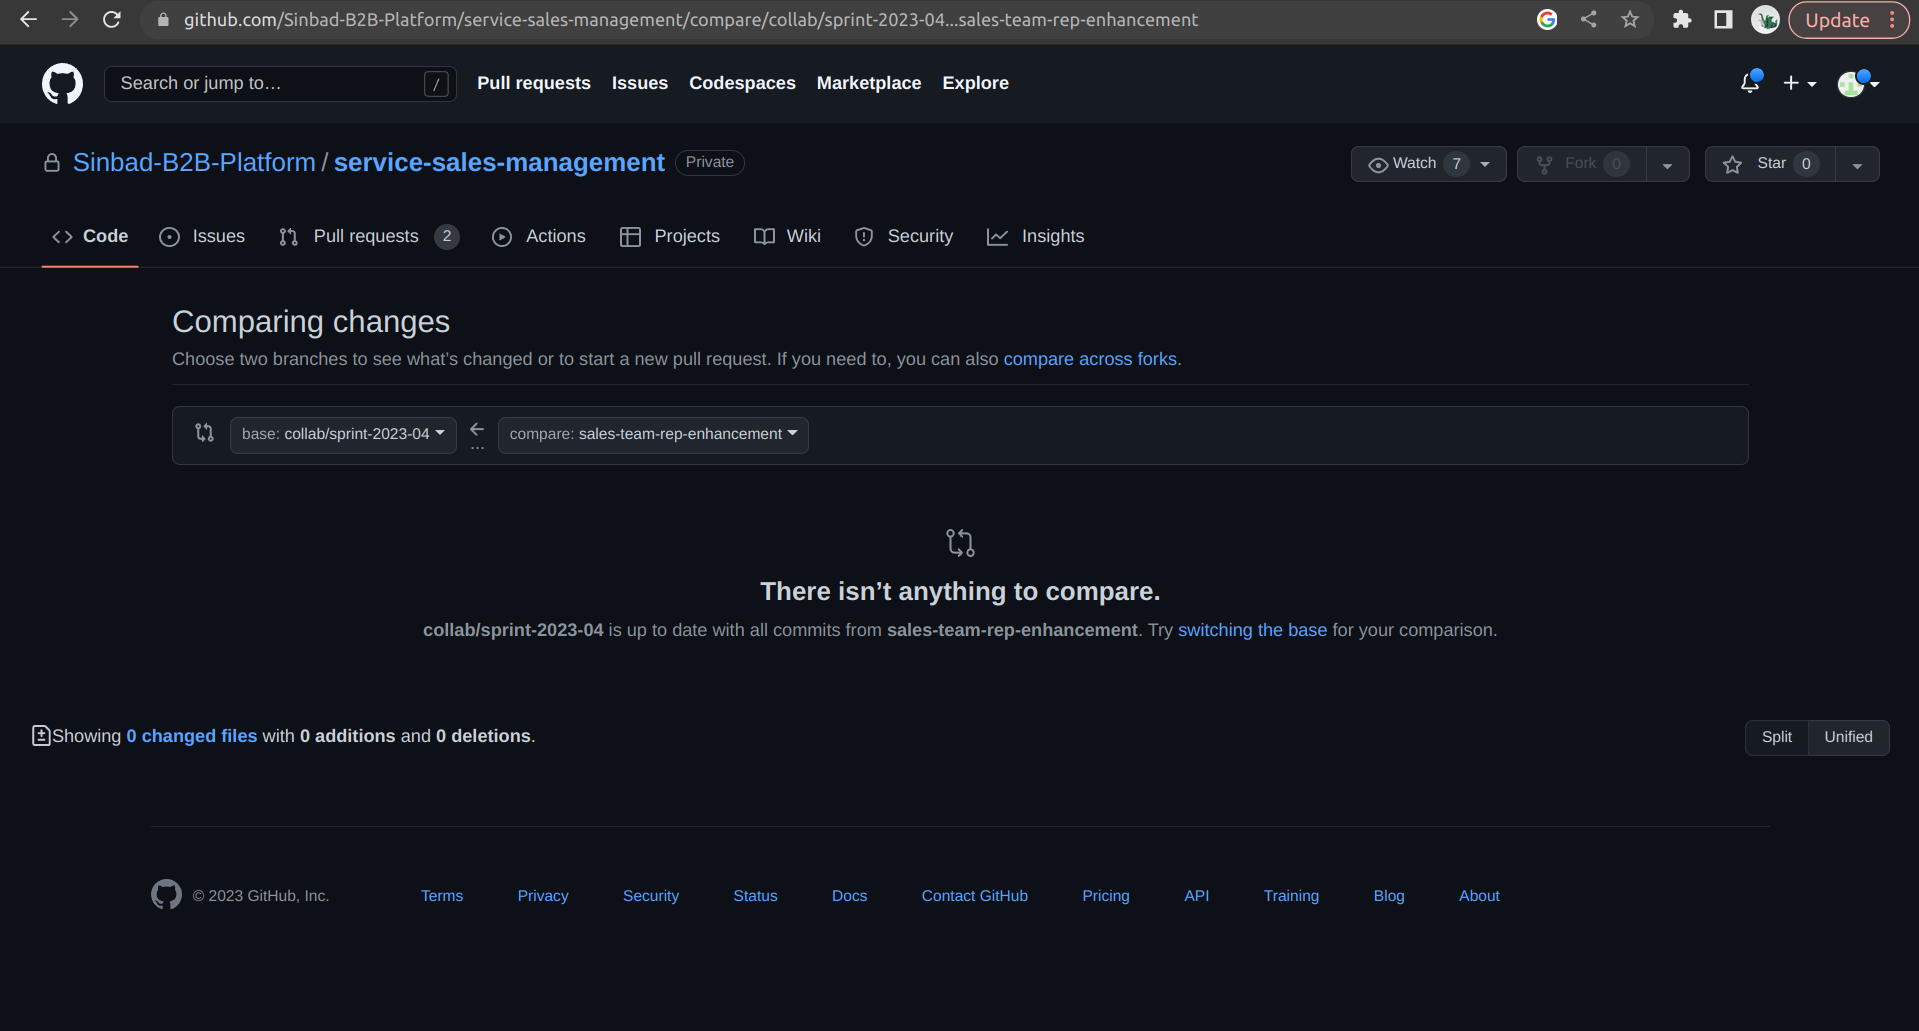 github.com/Sinbad-B2B-Platform/service-sales-management/compare/collab/sprint-2023-04...sales-team-rep-enhancement
Update
Search or jump to…
/
Pull requests Issues Codespaces Marketplace Explore
Sinbad-B2B-Platform / service-sales-management Private
Watch 7
Fork 0
Star 0
Code Issues Pull requests 2 Actions Projects Wiki Security Insights
Comparing changes
Choose two branches to see what's changed or to start a new pull request. If you need to, you can also compare across forks.
base: collab/sprint-2023-04 ... compare: sales-team-rep-enhancement
There isn't anything to compare.
collab/sprint-2023-04 is up to date with all commits from sales-team-rep-enhancement. Try switching the base for your comparison.
Showing 0 changed files with 0 additions and 0 deletions.
Split Unified
© 2023 GitHub, Inc. Terms Privacy Security Status Docs Contact GitHub Pricing API Training Blog About